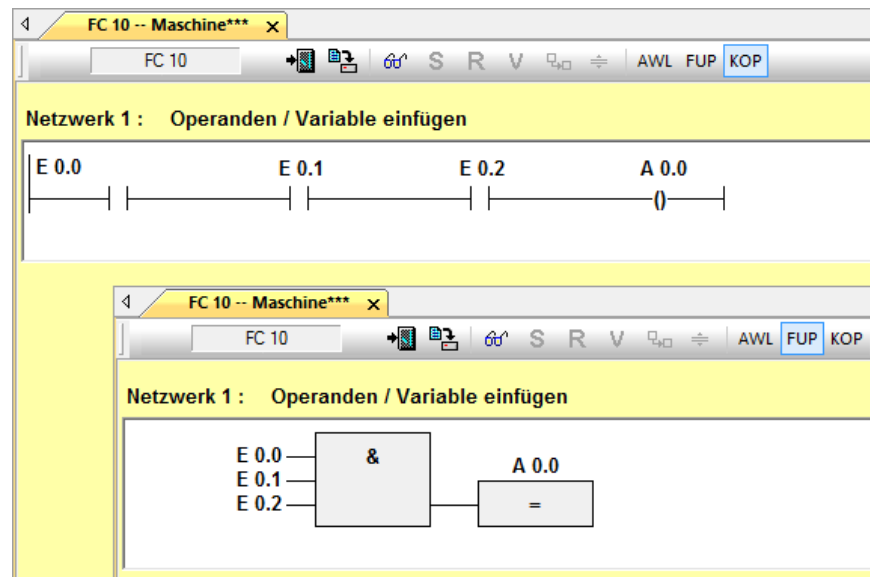 FC 10 -- Maschine***
FC 10 S R V AWL FUP KOP
Netzwerk 1 : Operanden / Variable einfügen
E 0.0 E 0.1 E 0.2 A 0.0
()
FC 10 -- Maschine***
FC 10 S R V AWL FUP KOP
Netzwerk 1 : Operanden / Variable einfügen
E 0.0 &
E 0.1 A 0.0
E 0.2 =